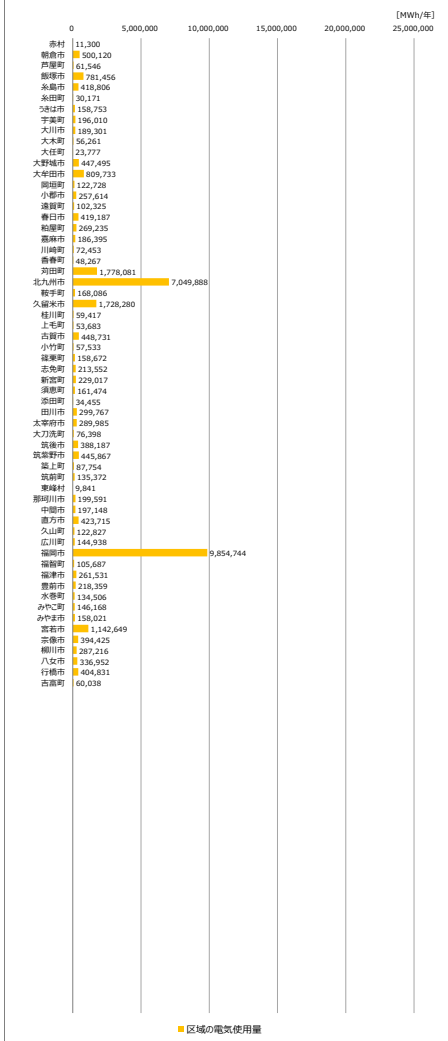 [MWh/年]
0 5,000,000 10,000,000 15,000,000 20,000,000 25,000,000
赤村 11,300
朝倉市 500,120
芦屋町 61,546
飯塚市 781,456
糸島市 418,806
糸田町 30,171
うきは市 158,753
宇美町 196,010
大川市 189,301
大木町 56,261
大任町 23,777
大野城市 447,495
大牟田市 809,733
岡垣町 122,728
小郡市 257,614
遠賀町 102,325
春日市 419,187
粕屋町 269,235
嘉麻市 186,395
川崎町 72,453
香春町 48,267
苅田町 1,778,081
北九州市 7,049,888
鞍手町 168,086
久留米市 1,728,280
桂川町 59,417
上毛町 53,683
古賀市 448,731
小竹町 57,533
篠栗町 158,672
志免町 213,552
新宮町 229,017
須恵町 161,474
添田町 34,455
田川市 299,767
太宰府市 289,985
大刀洗町 76,398
筑後市 388,187
筑紫野市 445,867
築上町 87,754
筑前町 135,372
東峰村 9,841
那珂川市 199,591
中間市 197,148
直方市 423,715
久山町 122,827
広川町 144,938
福岡市 9,854,744
福智町 105,687
福津市 261,531
豊前市 218,359
水巻町 134,506
みやこ町 146,168
みやま市 158,021
宮若市 1,142,649
宗像市 394,425
柳川市 287,216
八女市 336,952
行橋市 404,831
吉富町 60,038
区域の電気使用量